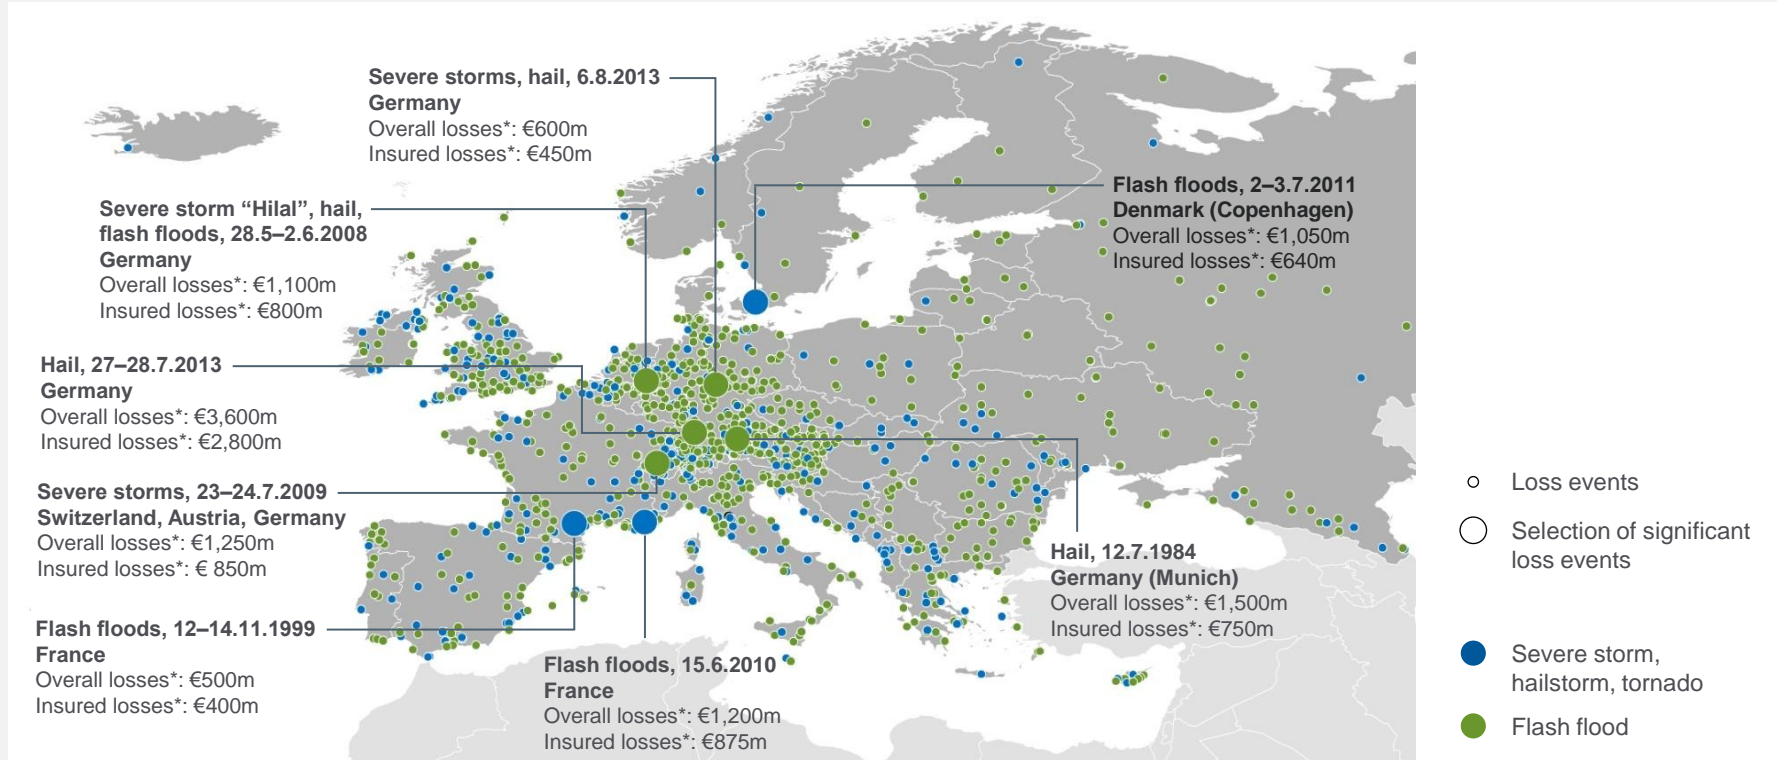 Severe storms, hail, 6.8.2013
Germany
Overall losses*: €600m
Insured losses*: €450m
Severe storm “Hilal”, hail,
flash floods, 28.5–2.6.2008
Germany
Overall losses*: €1,100m
Insured losses*: €800m
Flash floods, 2–3.7.2011
Denmark (Copenhagen)
Overall losses*: €1,050m
Insured losses*: €640m
Hail, 27–28.7.2013
Germany
Overall losses*: €3,600m
Insured losses*: €2,800m
Severe storms, 23–24.7.2009
Switzerland, Austria, Germany
Overall losses*: €1,250m
Insured losses*: € 850m
Hail, 12.7.1984
Germany (Munich)
Overall losses*: €1,500m
Insured losses*: €750m
Flash floods, 12–14.11.1999
France
Overall losses*: €500m
Insured losses*: €400m
Flash floods, 15.6.2010
France
Overall losses*: €1,200m
Insured losses*: €875m
Loss events
Selection of significant
loss events
Severe storm,
hailstorm, tornado
Flash flood